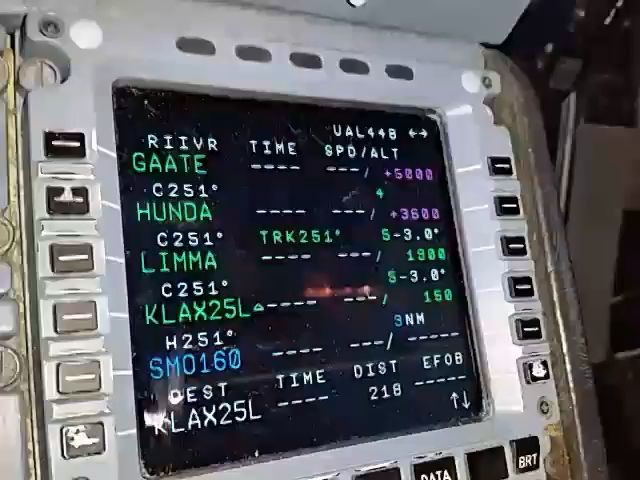 UAL448 ↔
RIIVR TIME SPD/ALT
GAATE ---- ---/ +5000
C251° 4
HUNDA ---- ---/ +3600
C251° TRK251° 5-3.0°
LIMMA ---- ---/ 1900
C251° 5-3.0°
KLAX25L▵---- ---/ 150
H251° 3NM
SMO160 ---- ---/ -----
DEST TIME DIST EFOB
KLAX25L ---- 218 -----
↑↓
DATA
BRT